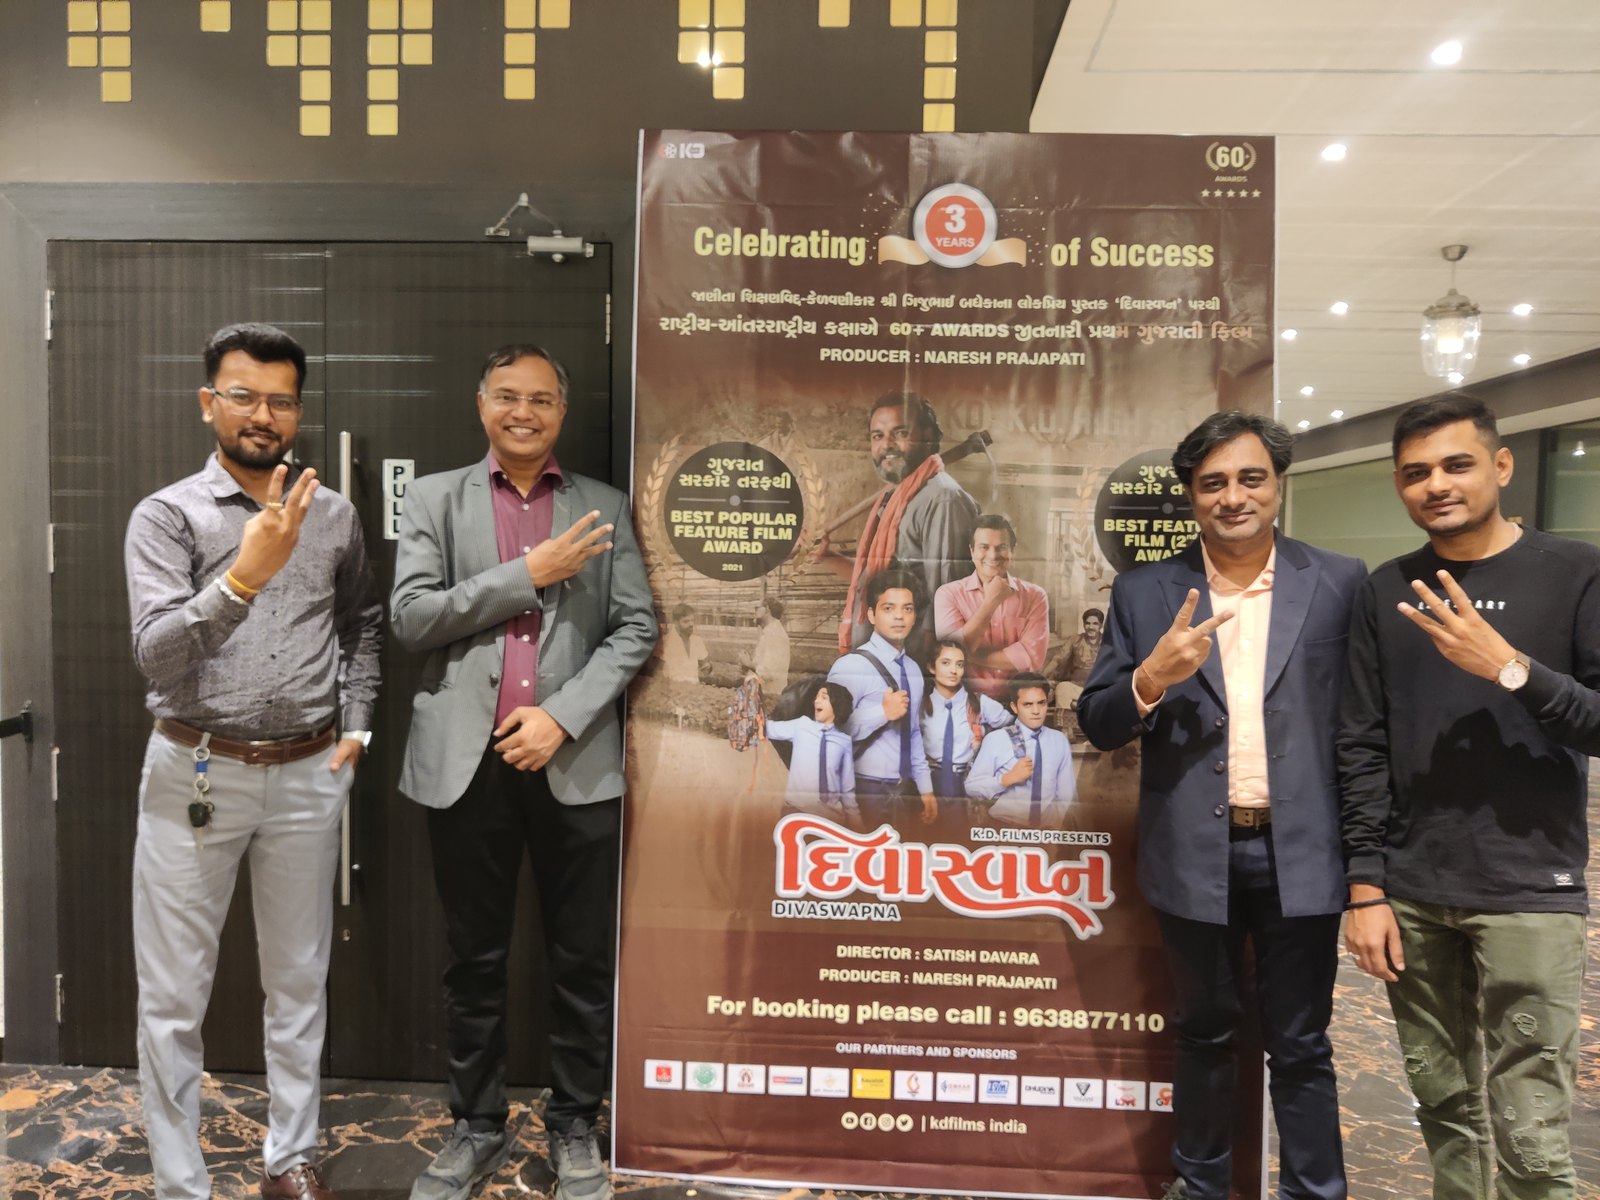 KD
60+
AWARDS
3
YEARS
Celebrating
of Success
જાણીતા શિક્ષણવિદ્-કેળવણીકાર શ્રી ગિજુભાઈ બધેકાના લોકપ્રિય પુસ્તક ‘દિવાસ્વપ્ન’ પરથી
રાષ્ટ્રીય-આંતરરાષ્ટ્રીય કક્ષાએ 60+ AWARDS જીતનારી પ્રથમ ગુજરાતી ફિલ્મ
PRODUCER : NARESH PRAJAPATI
PULL
ગુજરાત
સરકાર તરફથી
BEST POPULAR
FEATURE FILM
AWARD
2021
સરકાર
BEST
FILM (2nd
K.D. FILMS PRESENTS
દિવાસ્વપ્ન
DIVASWAPNA
DIRECTOR : SATISH DAVARA
PRODUCER : NARESH PRAJAPATI
For booking please call : 9638877110
OUR PARTNERS AND SPONSORS
| kdfilms india